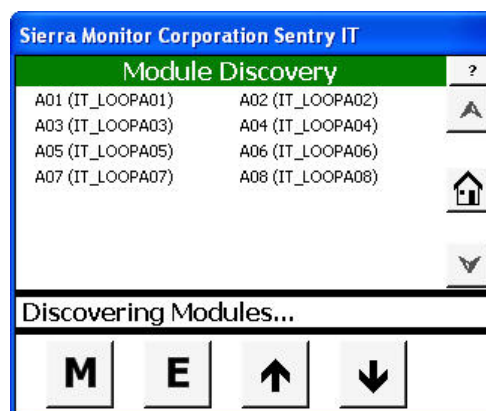 Sierra Monitor Corporation Sentry IT
Module Discovery ?
A01 (IT_LOOPA01) A02 (IT_LOOPA02)
A03 (IT_LOOPA03) A04 (IT_LOOPA04)
A05 (IT_LOOPA05) A06 (IT_LOOPA06)
A07 (IT_LOOPA07) A08 (IT_LOOPA08)
Discovering Modules...
M E